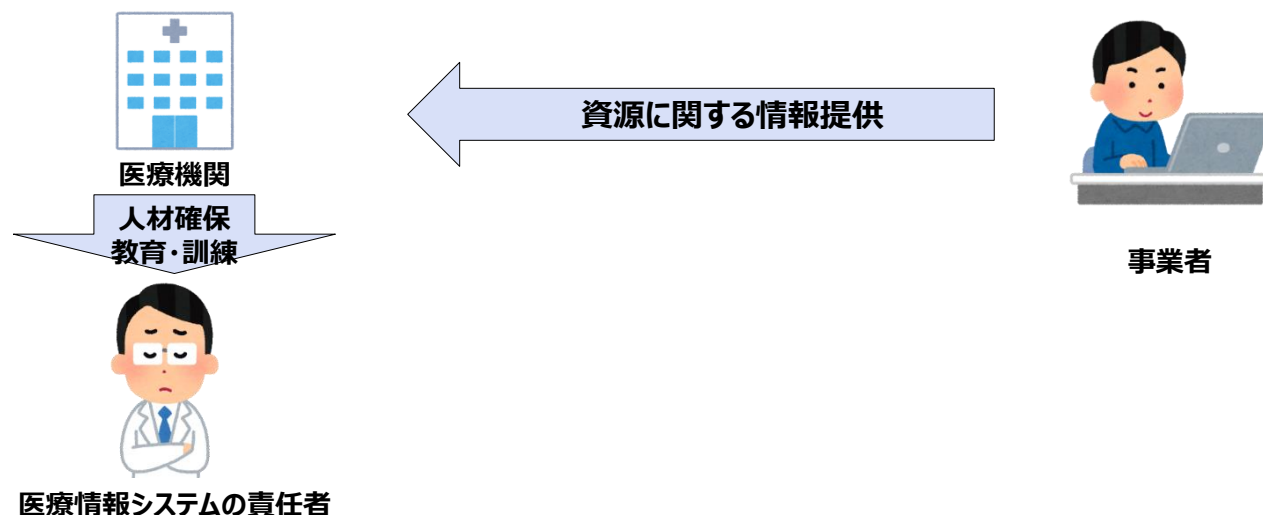 資源に関する情報提供
医療機関
人材確保
教育・訓練
事業者
医療情報システムの責任者